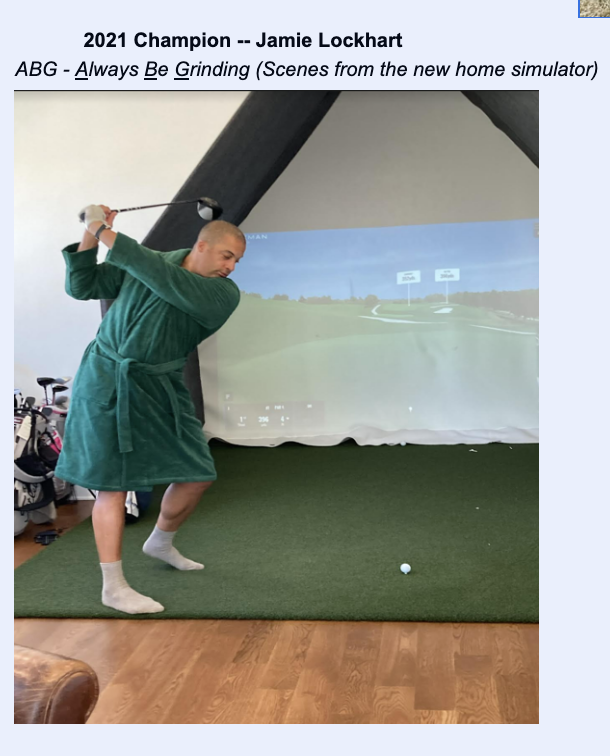 2021 Champion -- Jamie Lockhart
ABG - Always Be Grinding (Scenes from the new home simulator)